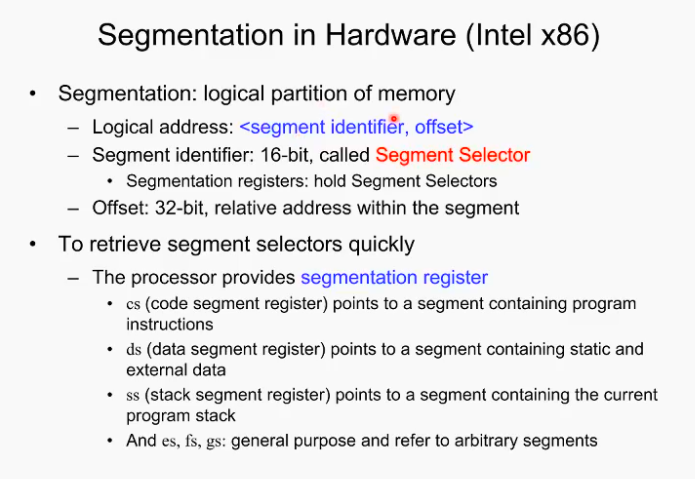 Segmentation in Hardware (Intel x86)
• Segmentation: logical partition of memory
– Logical address: <segment identifier, offset>
– Segment identifier: 16-bit, called Segment Selector
• Segmentation registers: hold Segment Selectors
– Offset: 32-bit, relative address within the segment
• To retrieve segment selectors quickly
– The processor provides segmentation register
• cs (code segment register) points to a segment containing program
instructions
• ds (data segment register) points to a segment containing static and
external data
• ss (stack segment register) points to a segment containing the current
program stack
• And es, fs, gs: general purpose and refer to arbitrary segments